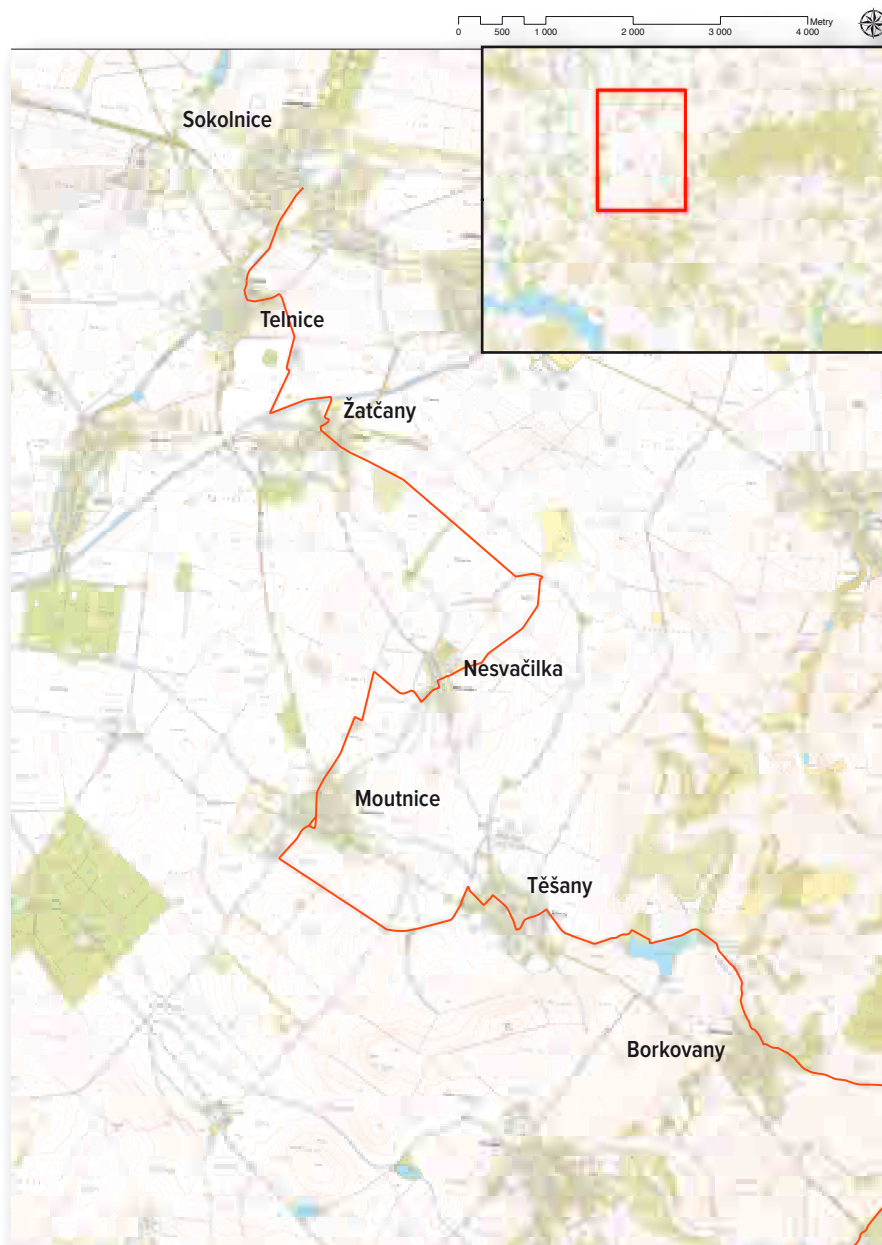 0 500 1 000 2 000 3 000 4 000 Metry
Sokolnice
Telnice
Žatčany
Nesvačilka
Moutnice
Těšany
Borkovany